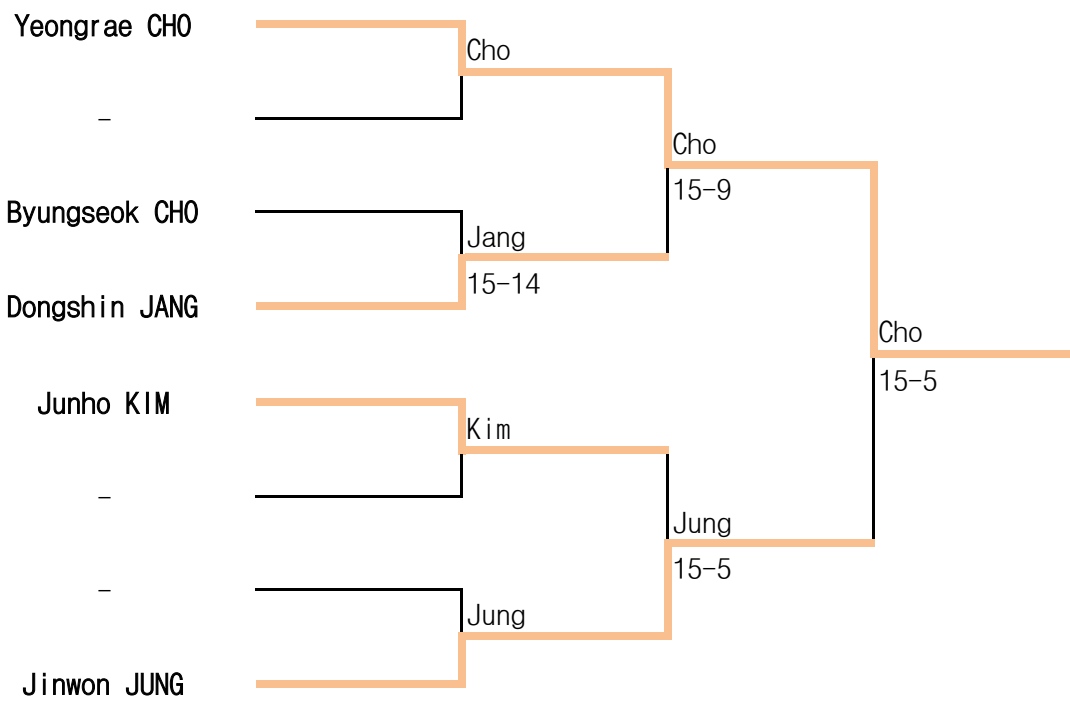 Yeongrae CHO
Cho
-
Cho
15-9
Byungseok CHO
Jang
15-14
Dongshin JANG
Cho
15-5
Junho KIM
Kim
-
Jung
15-5
-
Jung
Jinwon JUNG